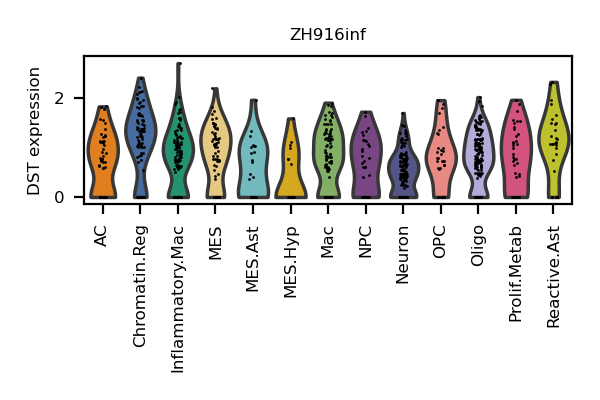 ZH916inf
DST expression
2
0
AC
Chromatin.Reg
Inflammatory.Mac
MES
MES.Ast
MES.Hyp
Mac
NPC
Neuron
OPC
Oligo
Prolif.Metab
Reactive.Ast